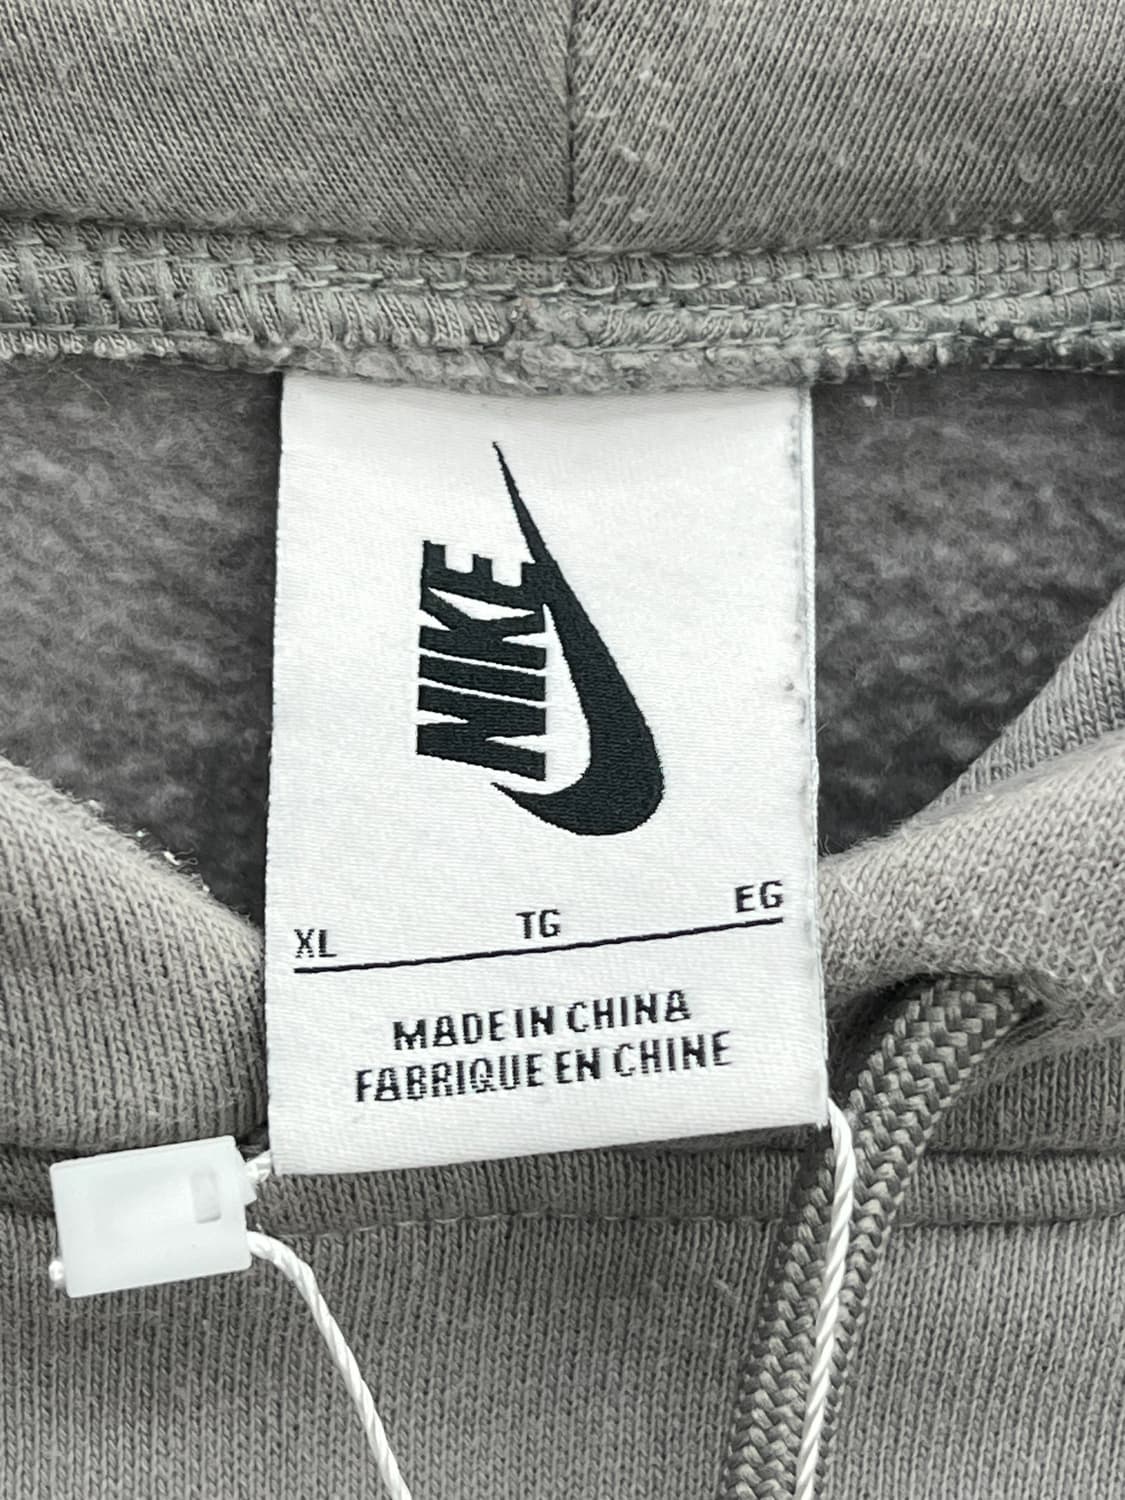 NIKE
XL TG EG
MADE IN CHINA
FABRIQUE EN CHINE